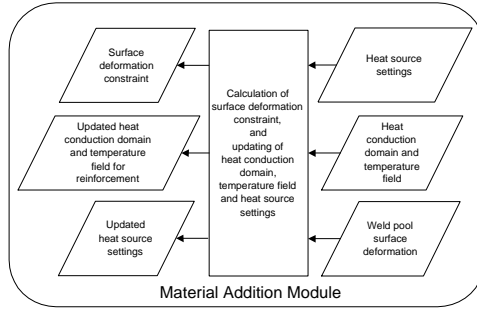 Surface
deformation
constraint
Updated heat
conduction domain
and temperature
field for
reinforcement
Updated
heat source
settings
Calculation of
surface deformation
constraint,
and
updating of
heat conduction
domain,
temperature field
and heat source
settings
Heat source
settings
Heat
conduction
domain and
temperature
field
Weld pool
surface
deformation
Material Addition Module